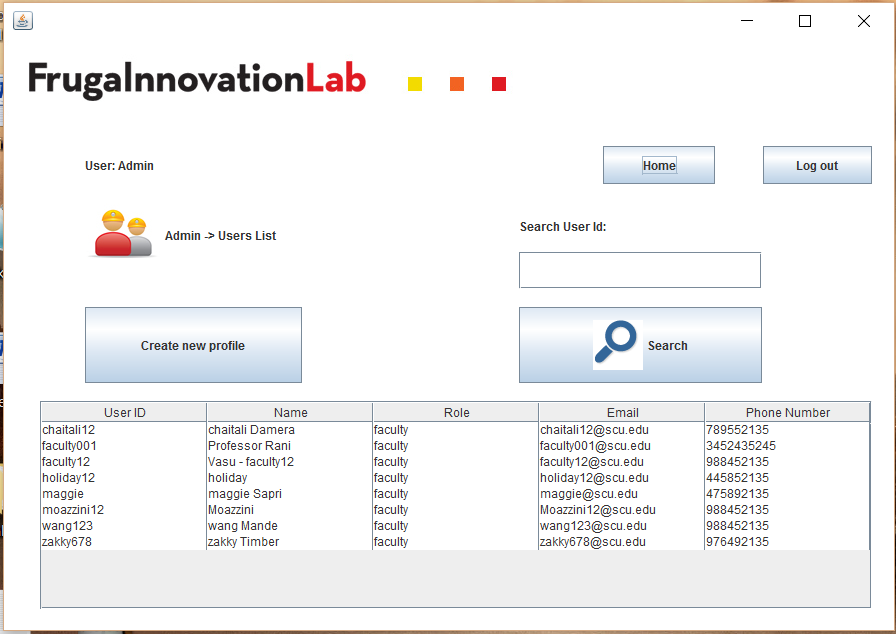 FrugaInnovationLab
User: Admin
Home
Log out
Admin -> Users List
Search User Id:
Create new profile
Search
User ID Name Role Email Phone Number
chaitali12 chaitali Damera faculty chaitali12@scu.edu 789552135
faculty001 Professor Rani faculty faculty001@scu.edu 3452435245
faculty12 Vasu - faculty12 faculty faculty12@scu.edu 988452135
holiday12 holiday faculty holiday12@scu.edu 445852135
maggie maggie Sapri faculty maggie@scu.edu 475892135
moazzini12 Moazzini faculty Moazzini12@scu.edu 988452135
wang123 wang Mande faculty wang123@scu.edu 988452135
zakky678 zakky Timber faculty zakky678@scu.edu 976492135